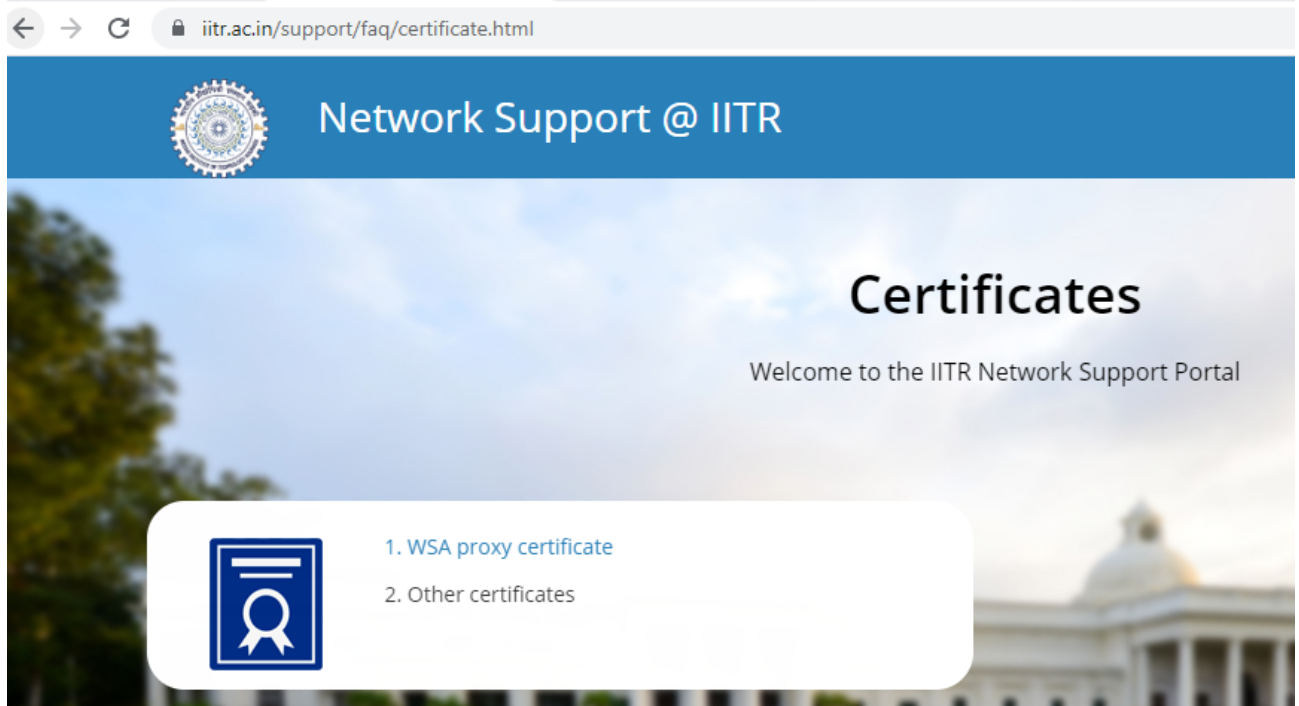 iitr.ac.in/support/faq/certificate.html
Network Support @ IITR
Certificates
Welcome to the IITR Network Support Portal
1. WSA proxy certificate
2. Other certificates